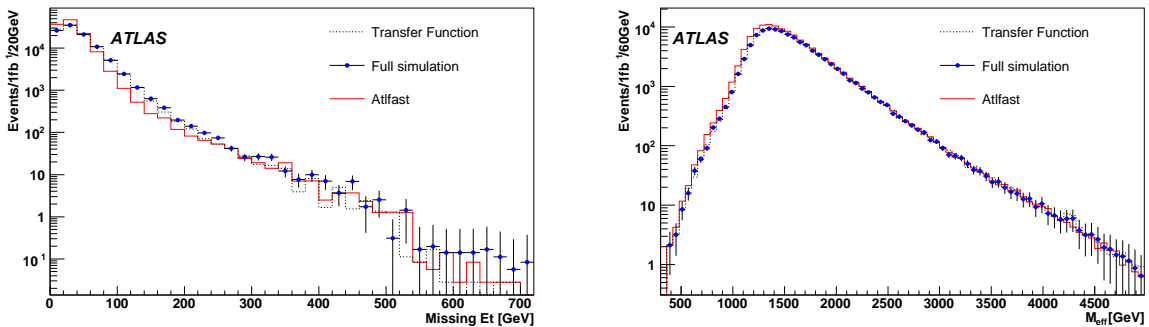 Events/1fb⁻¹/20GeV
10⁴
10³
10²
10
1
10⁻¹
ATLAS
Transfer Function
Full simulation
Atlfast
0 100 200 300 400 500 600 700
Missing Et [GeV]
Events/1fb⁻¹/60GeV
10⁴
10³
10²
10
1
ATLAS
Transfer Function
Full simulation
Atlfast
500 1000 1500 2000 2500 3000 3500 4000 4500
M_eff [GeV]